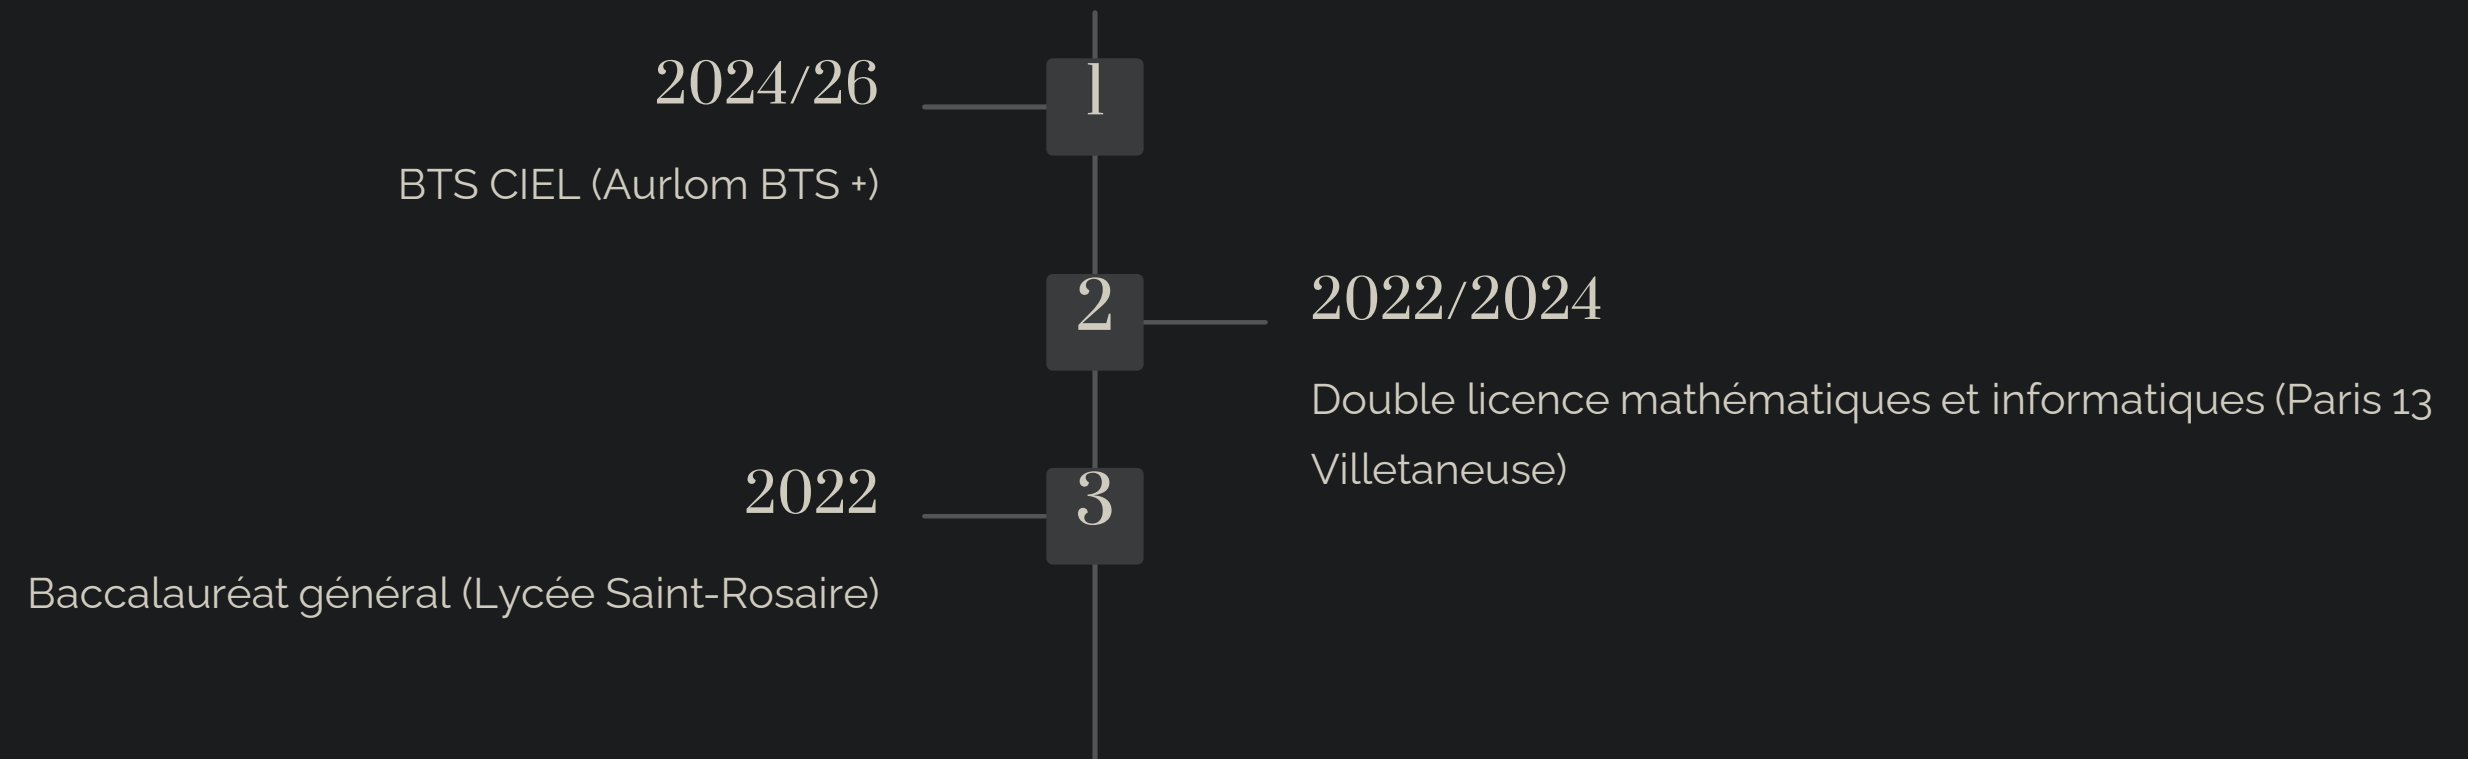 1
2024/26
BTS CIEL (Aurlom BTS +)
2
2022/2024
Double licence mathématiques et informatiques (Paris 13
Villetaneuse)
3
2022
Baccalauréat général (Lycée Saint-Rosaire)